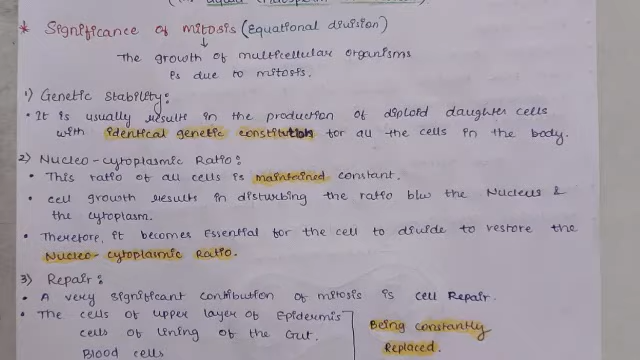 * Significance of mitosis (Equational division)
The growth of multicellular organisms
is due to mitosis.
1) Genetic Stability:
• It is usually results in the production of diploid daughter cells
with identical genetic constitution for all the cells in the body.
2) Nucleo-cytoplasmic Ratio:
• This ratio of all cells is maintained constant.
• cell growth results in disturbing the ratio b/w the Nucleus &
the cytoplasm.
• Therefore, it becomes Essential for the cell to divide to restore the
Nucleo-cytoplasmic Ratio.
3) Repair:
• A very significant contribution of mitosis is cell Repair.
• The cells of upper layer of Epidermis
cells of lining of the Gut.
Blood cells
Being constantly
Replaced.